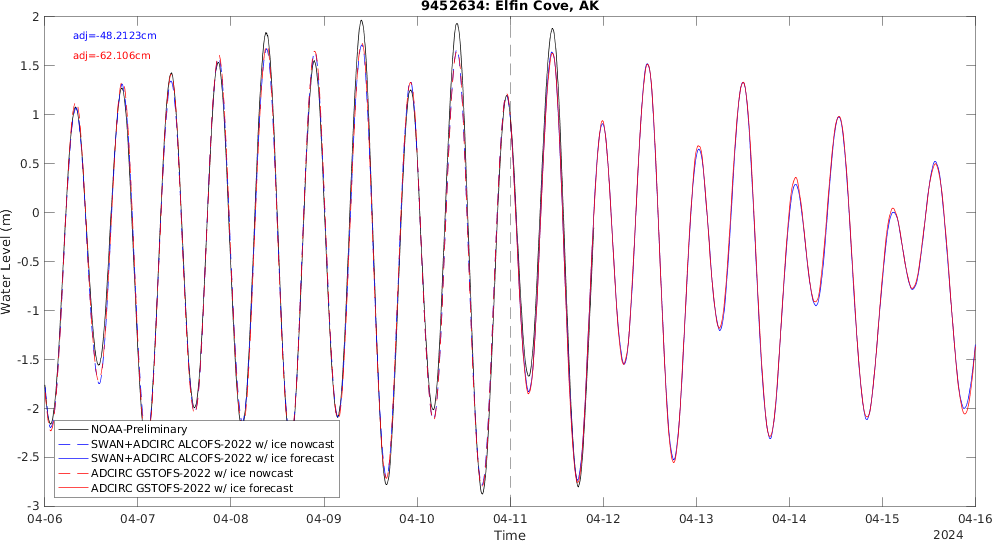 9452634: Elfin Cove, AK
adj=-48.2123cm
adj=-62.106cm
2
1.5
1
0.5
0
-0.5
-1
-1.5
-2
-2.5
-3
Water Level (m)
NOAA-Preliminary
SWAN+ADCIRC ALCOFS-2022 w/ ice nowcast
SWAN+ADCIRC ALCOFS-2022 w/ ice forecast
ADCIRC GSTOFS-2022 w/ ice nowcast
ADCIRC GSTOFS-2022 w/ ice forecast
04-06 04-07 04-08 04-09 04-10 04-11 04-12 04-13 04-14 04-15 04-16
Time
2024